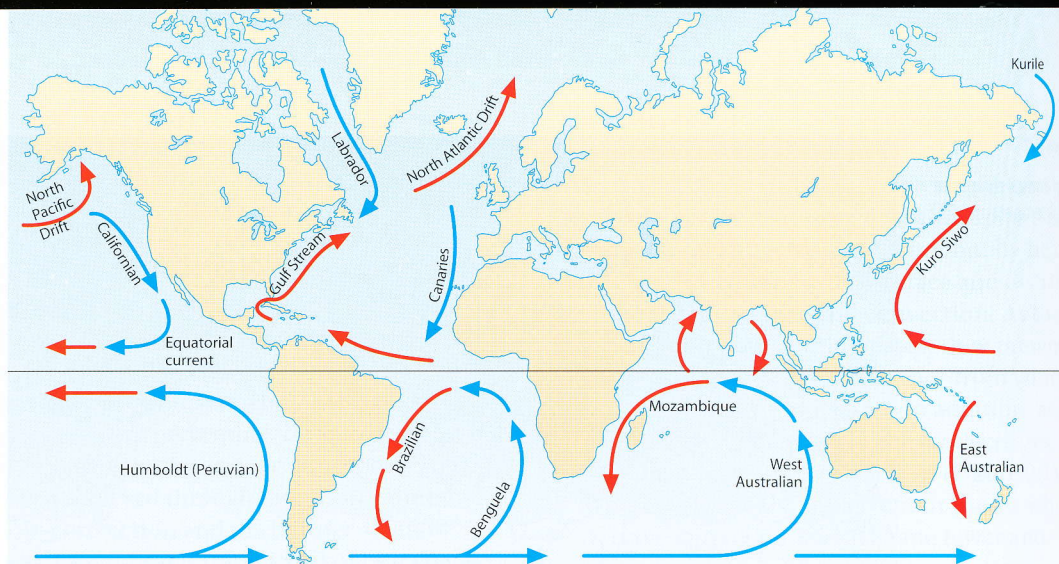 Kurile
North
Pacific
Drift
Labrador
North Atlantic Drift
Californian
Gulf Stream
Canaries
Kuro Siwo
Equatorial
current
Mozambique
Humboldt (Peruvian)
Brazilian
Benguela
West
Australian
East
Australian